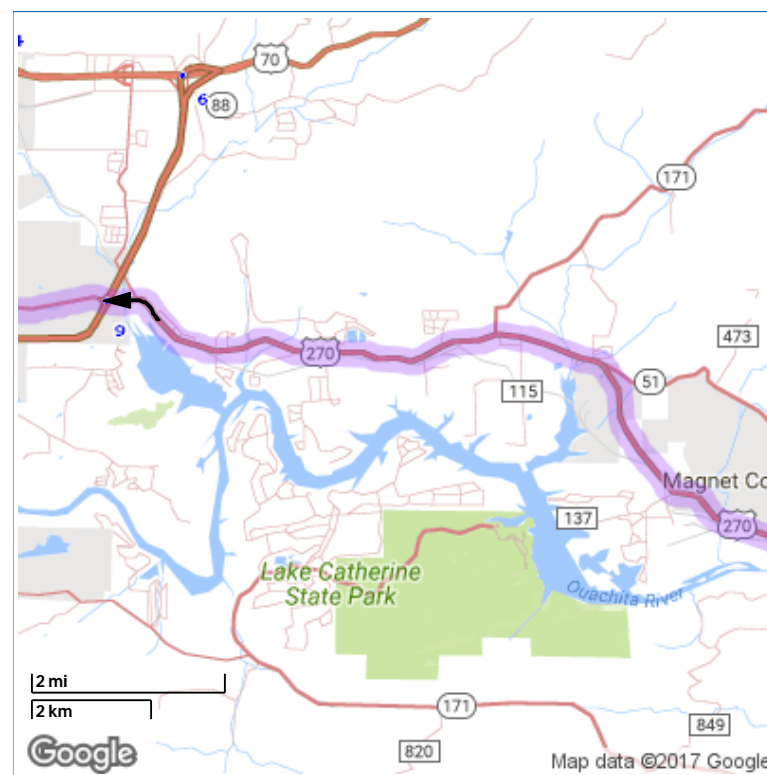 4
70
6
88
171
9
270
473
115
51
Magnet Co
137
270
Lake Catherine
State Park
Ouachita River
2 mi
2 km
171
849
820
Google
Map data ©2017 Google